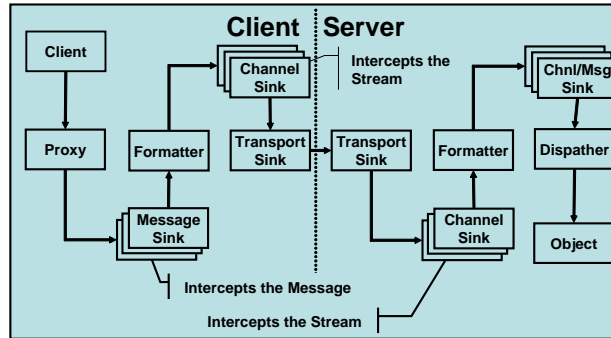 Client
Server
Client
Channel
Sink
Intercepts the
Stream
Chnl/Msg
Sink
Proxy
Formatter
Transport
Sink
Transport
Sink
Formatter
Dispather
Message
Sink
Channel
Sink
Object
Intercepts the Message
Intercepts the Stream